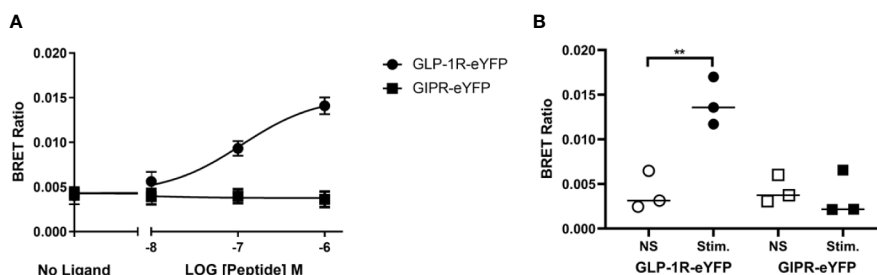 A
BRET Ratio
0.020
0.015
0.010
0.005
0.000
-8
-7
-6
No Ligand
LOG [Peptide] M
GLP-1R-eYFP
GIPR-eYFP
B
BRET Ratio
0.020
0.015
0.010
0.005
0.000
**
NS
Stim.
NS
Stim.
GLP-1R-eYFP
GIPR-eYFP